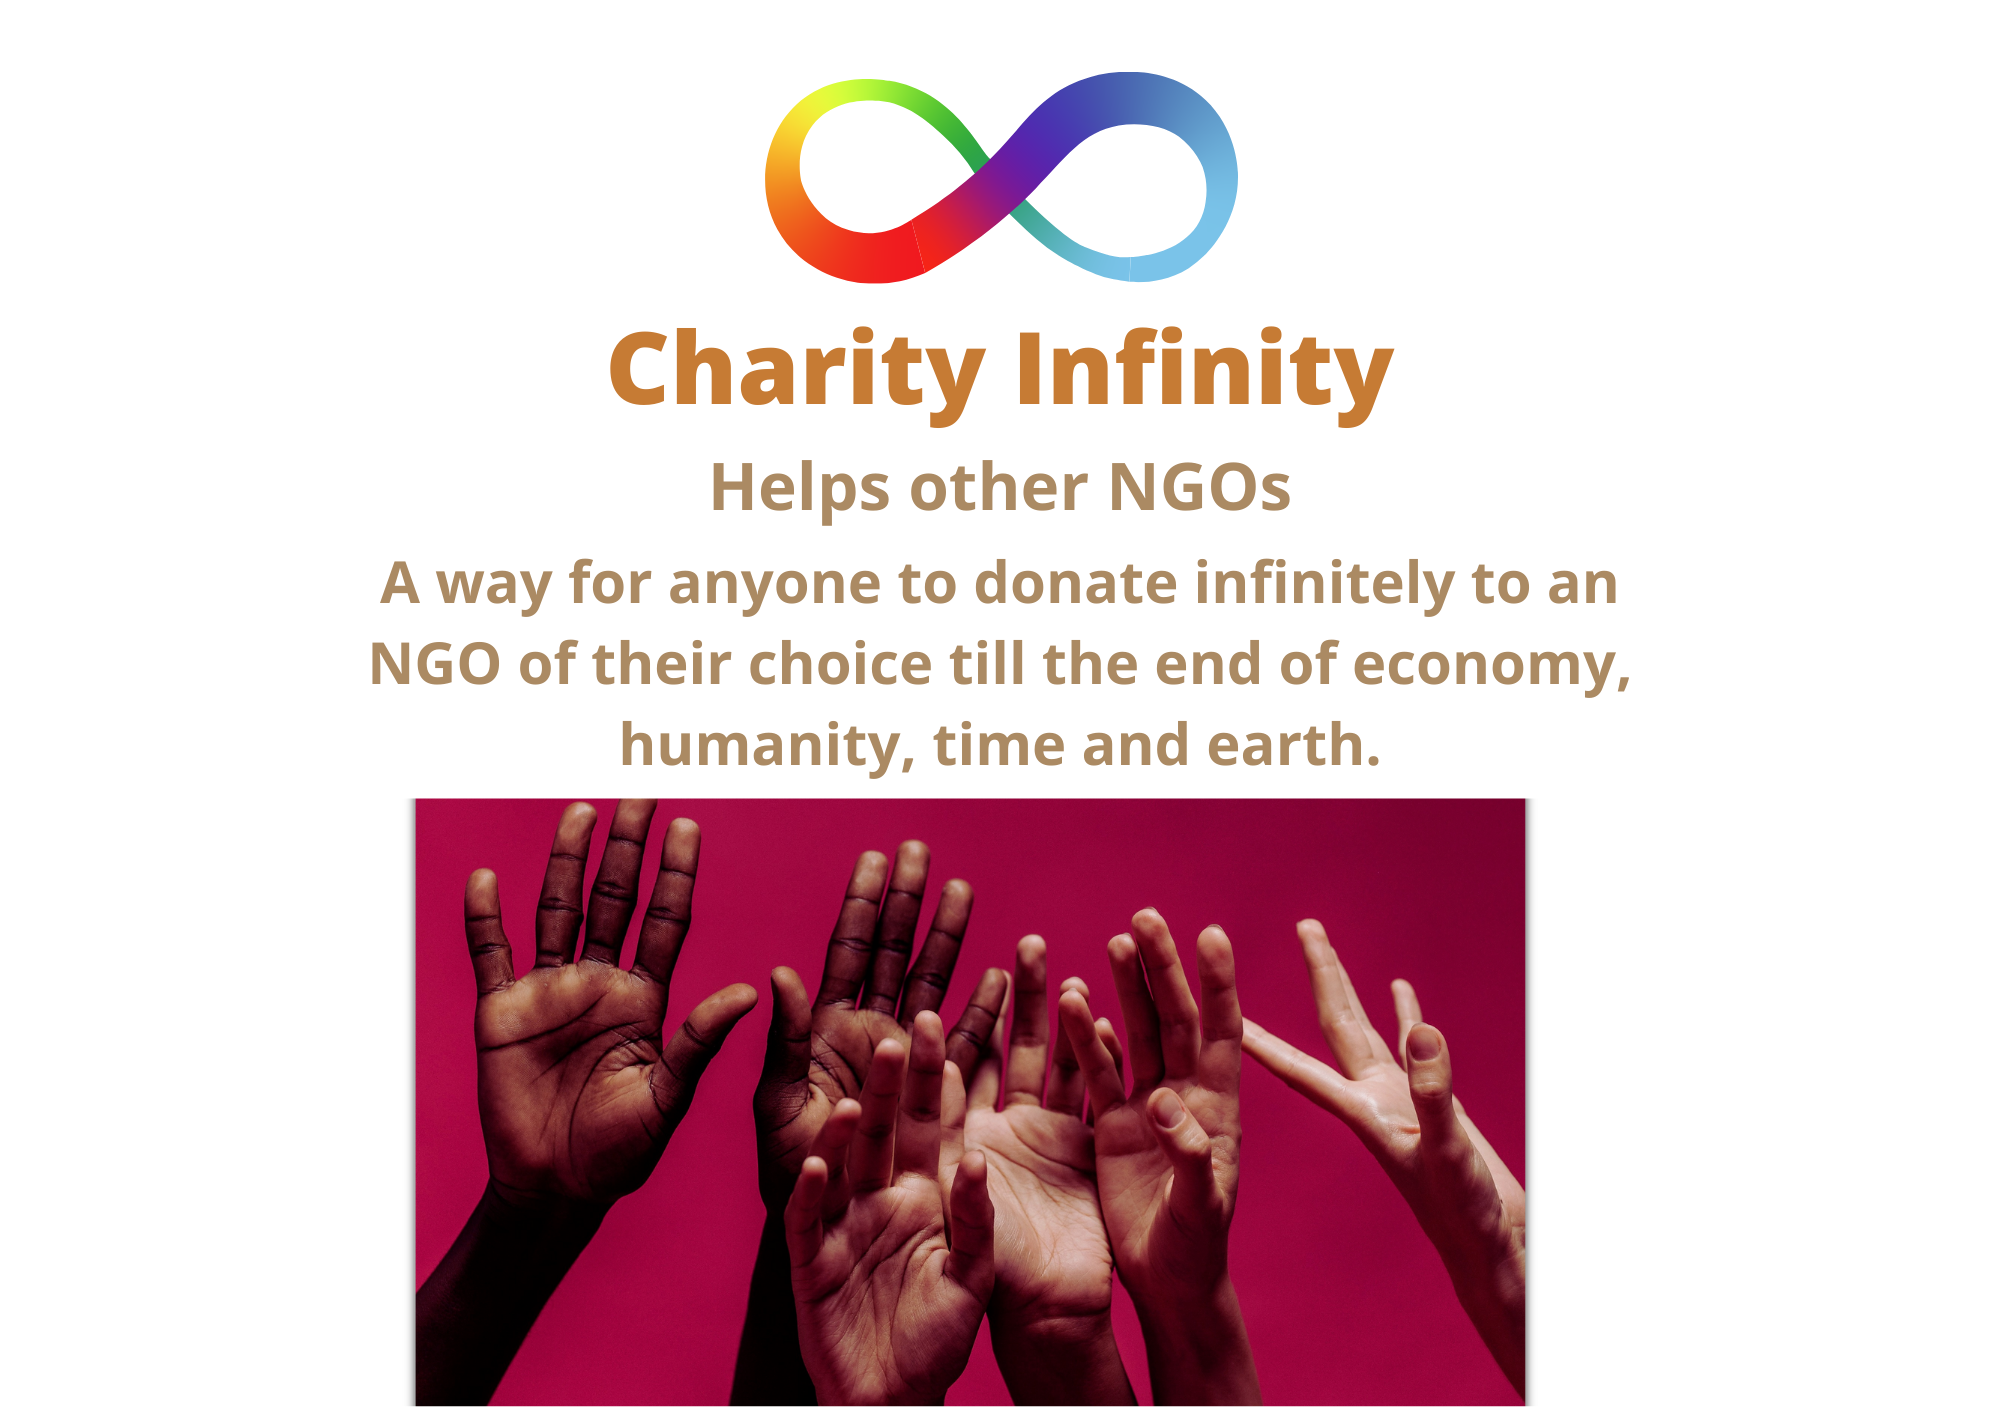 Charity Infinity
Helps other NGOs
A way for anyone to donate infinitely to an
NGO of their choice till the end of economy,
humanity, time and earth.